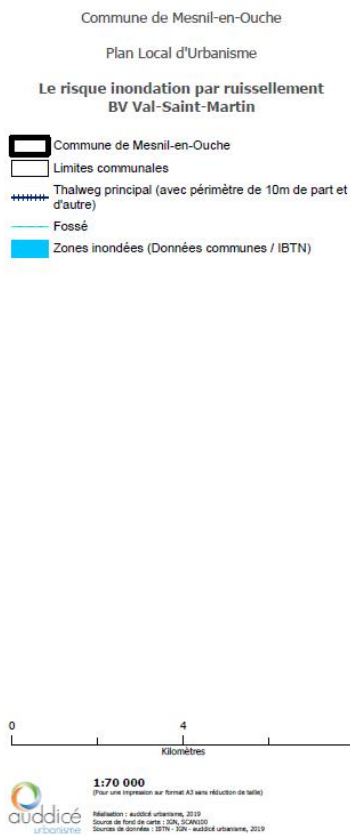 Commune de Mesnil-en-Ouche
Plan Local d'Urbanisme
Le risque inondation par ruissellement
BV Val-Saint-Martin
Commune de Mesnil-en-Ouche
Limites communales
Thalweg principal (avec périmètre de 10m de part et
d'autre)
Fossé
Zones inondées (Données communes / IBTN)
0 4
Kilomètres
1:70 000
(Pour une impression sur format A3 sans réduction de taille)
auddicé
urbanisme
Réalisation : auddicé urbanisme, 2019
Source de fond de carte : IGN, SCAN100
Sources de données : IBTN - IGN - auddicé urbanisme, 2019